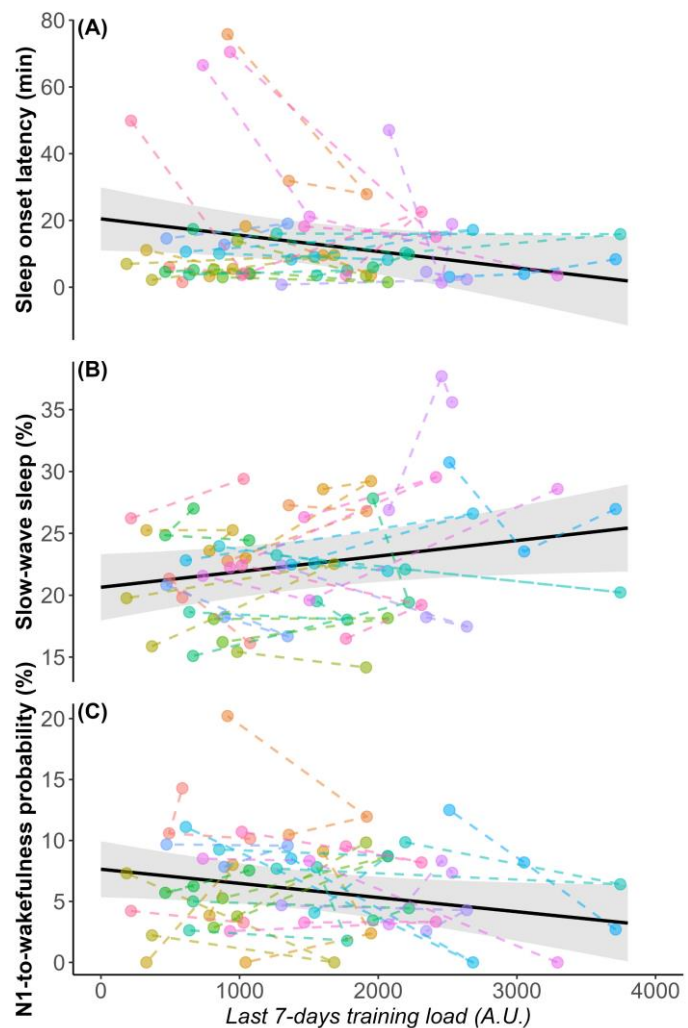 (A)
Sleep onset latency (min)
80
60
40
20
0
(B)
Slow-wave sleep (%)
35
30
25
20
15
(C)
N1-to-wakefulness probability (%)
20
15
10
5
0
0 1000 2000 3000 4000
Last 7-days training load (A.U.)